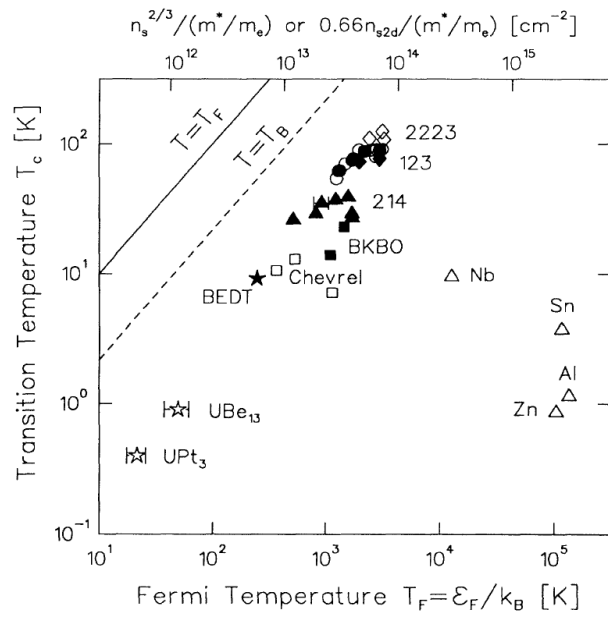 n_s^{2/3}/(m*/m_e) or 0.66n_{s2d}/(m*/m_e) [cm^{-2}]
10^{12} 10^{13} 10^{14} 10^{15}
Transition Temperature T_c [K]
10^2
10^1
10^0
10^{-1}
T=T_F
T=T_B
2223
123
214
BKBO
Chevrel
BEDT
Nb
Sn
Al
Zn
UBe_{13}
UPt_3
10^1 10^2 10^3 10^4 10^5
Fermi Temperature T_F=ε_F/k_B [K]